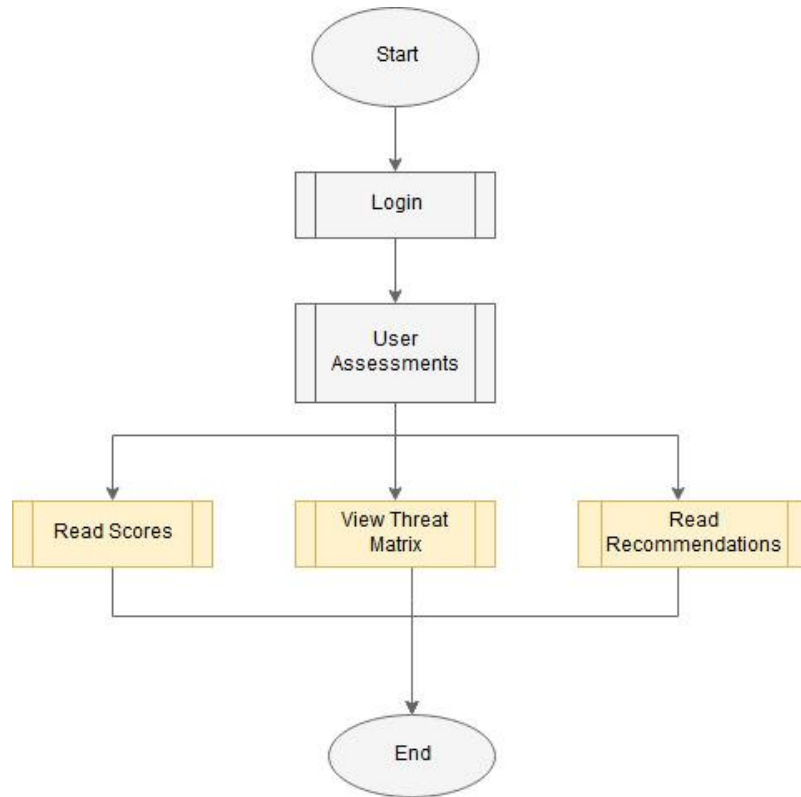 Start
Login
User
Assessments
Read Scores
View Threat
Matrix
Read
Recommendations
End